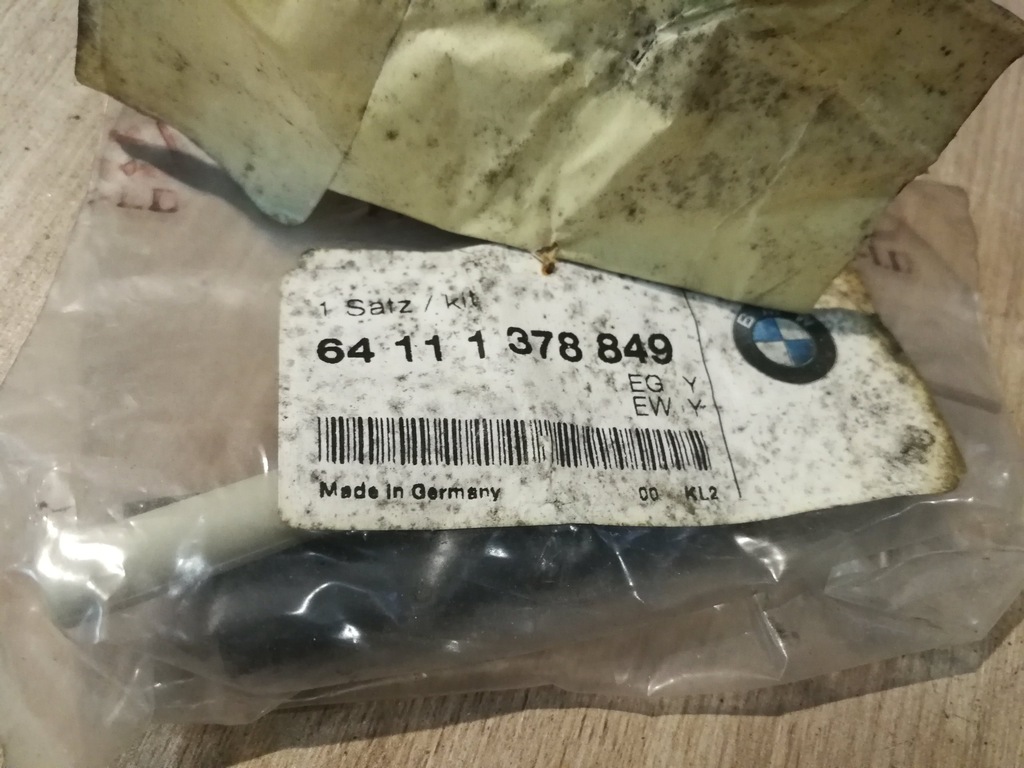 1 Satz / kit
64 11 1 378 849
EG Y
EW Y
Made in Germany 00 KL2